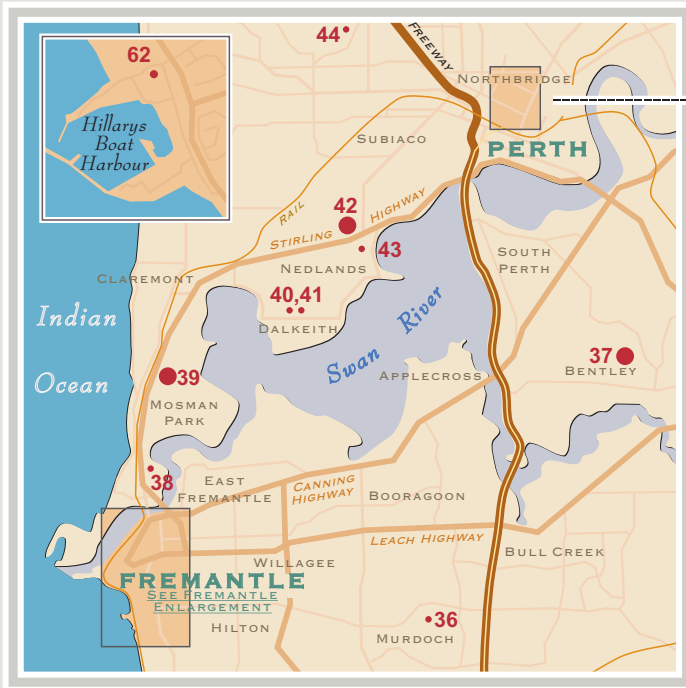 44
FREEWAY
62
NORTHBRIDGE
Hillarys
Boat
Harbour
SUBIACO
PERTH
RAIL
42
STIRLING HIGHWAY
43
NEDLANDS
SOUTH
PERTH
CLAREMONT
40,41
Indian
Ocean
DALKEITH
Swan River
37
BENTLEY
39
APPLECROSS
MOSMAN
PARK
38
EAST
FREMANTLE
CANNING
HIGHWAY
BOORAGOON
LEACH HIGHWAY
BULL CREEK
WILLAGEE
FREMANTLE
SEE FREMANTLE
ENLARGEMENT
HILTON
36
MURDOCH